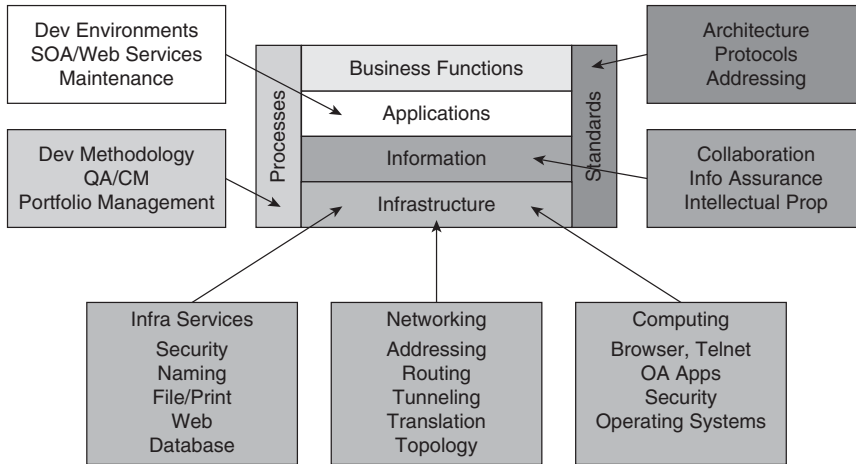 Dev Environments
SOA/Web Services
Maintenance
Dev Methodology
QA/CM
Portfolio Management
Processes
Business Functions
Applications
Information
Infrastructure
Standards
Architecture
Protocols
Addressing
Collaboration
Info Assurance
Intellectual Prop
Infra Services
Security
Naming
File/Print
Web
Database
Networking
Addressing
Routing
Tunneling
Translation
Topology
Computing
Browser, Telnet
OA Apps
Security
Operating Systems